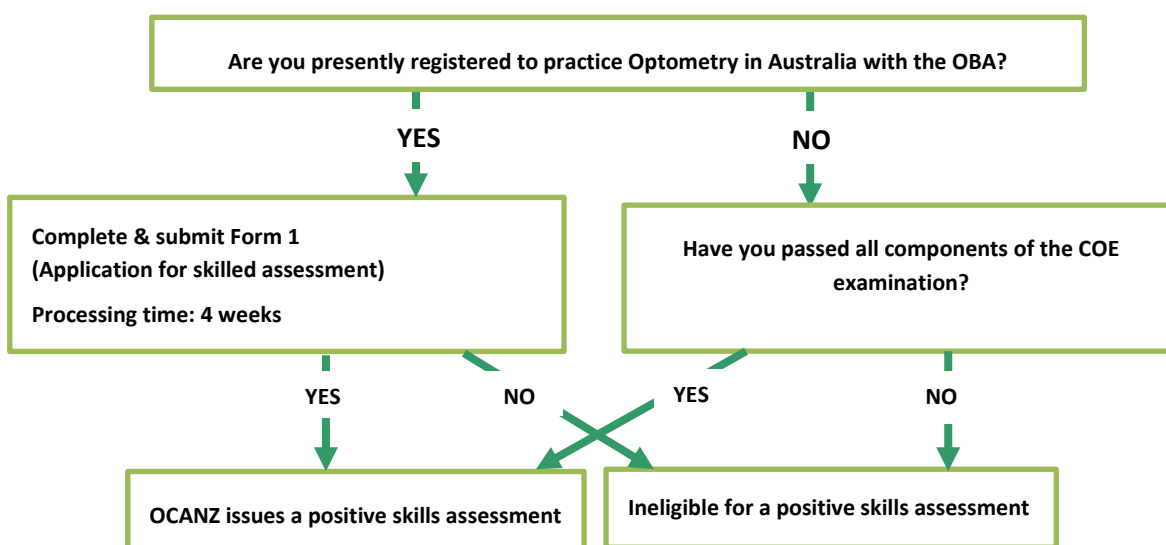 Are you presently registered to practice Optometry in Australia with the OBA?
YES
NO
Complete & submit Form 1
(Application for skilled assessment)
Processing time: 4 weeks
Have you passed all components of the COE
examination?
YES
NO
YES
NO
OCANZ issues a positive skills assessment
Ineligible for a positive skills assessment